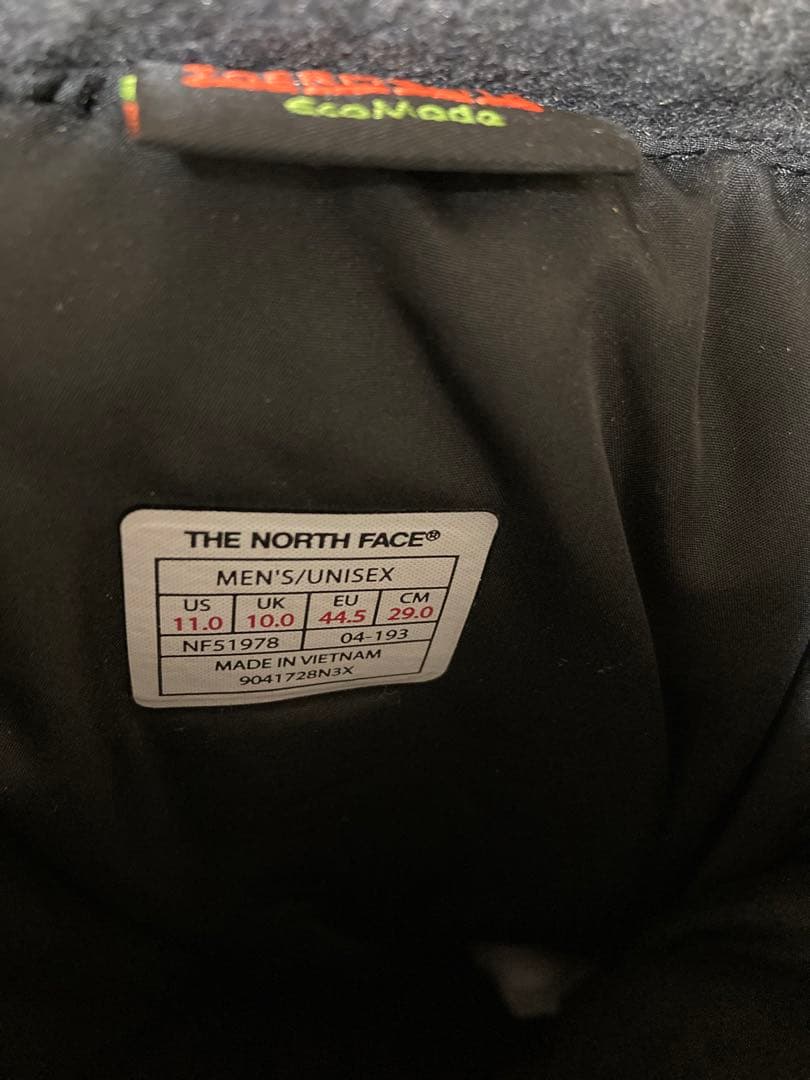 EcoMade
THE NORTH FACE®
MEN'S/UNISEX
US UK EU CM
11.0 10.0 44.5 29.0
NF51978 04-193
MADE IN VIETNAM
9041728N3X